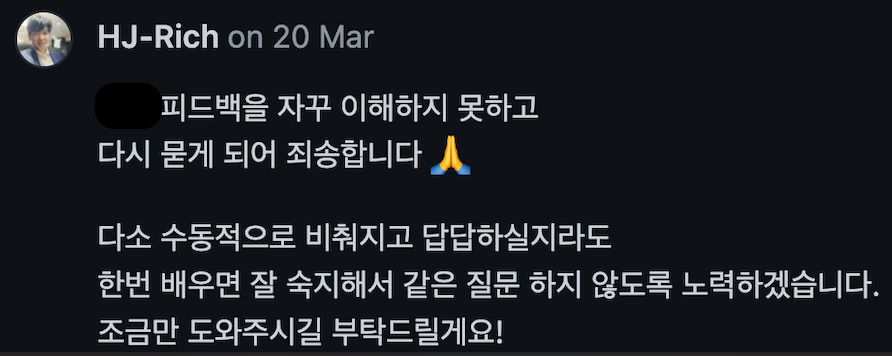 HJ-Rich on 20 Mar
피드백을 자꾸 이해하지 못하고
다시 묻게 되어 죄송합니다 🙏
다소 수동적으로 비춰지고 답답하실지라도
한번 배우면 잘 숙지해서 같은 질문 하지 않도록 노력하겠습니다.
조금만 도와주시길 부탁드릴게요!